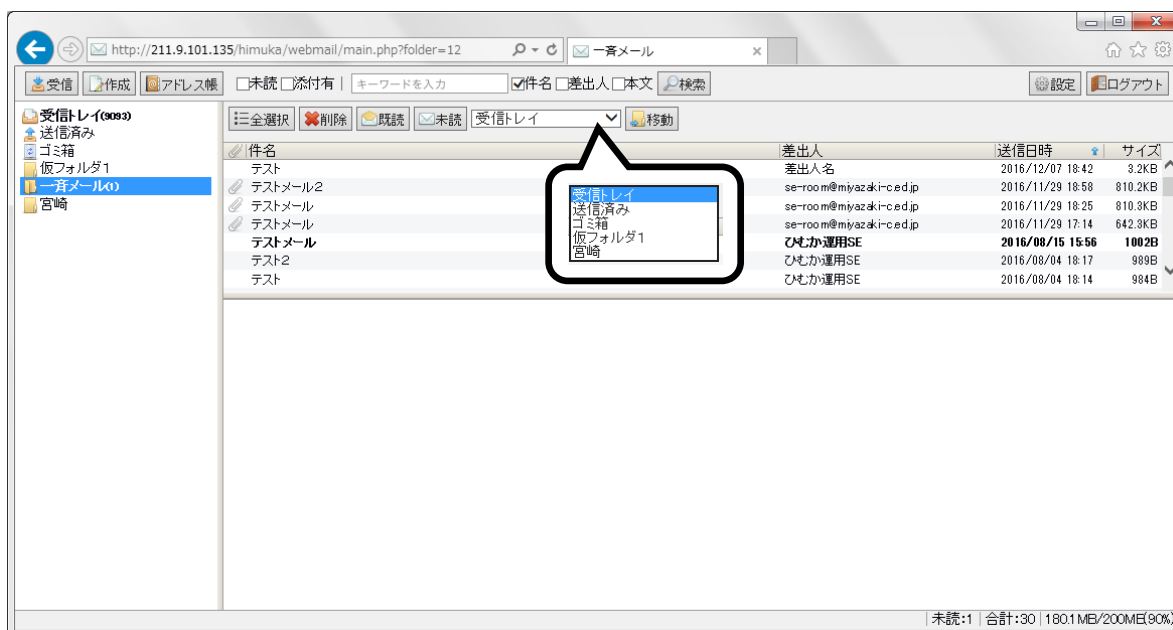 http://211.9.101.135/himuka/webmail/main.php?folder=12
一斉メール
受信 作成 アドレス帳 未読 添付有 | キーワードを入力 件名 差出人 本文 検索 設定 ログアウト
受信トレイ(9093)
送信済み
ゴミ箱
仮フォルダ1
一斉メール(1)
宮崎
全選択 削除 既読 未読 受信トレイ 移動
件名 差出人 送信日時 サイズ
テスト 差出人名 2016/12/07 18:42 3.2KB
テストメール2 se-room@miyazaki-c.ed.jp 2016/11/29 18:58 810.2KB
テストメール se-room@miyazaki-c.ed.jp 2016/11/29 18:25 810.3KB
テストメール se-room@miyazaki-c.ed.jp 2016/11/29 17:14 642.3KB
テストメール ひむか運用SE 2016/08/15 15:56 1002B
テスト2 ひむか運用SE 2016/08/04 18:17 989B
テスト ひむか運用SE 2016/08/04 18:14 984B
受信トレイ
送信済み
ゴミ箱
仮フォルダ1
宮崎
未読:1 | 合計:30 | 180.1MB/200MB(90%)